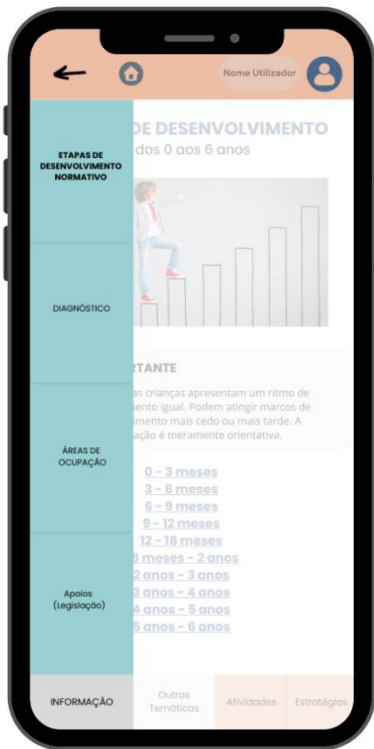 Nome Utilizador
DE DESENVOLVIMENTO
dos 0 aos 6 anos
ETAPAS DE
DESENVOLVIMENTO
NORMATIVO
DIAGNÓSTICO
ÁREAS DE
OCUPAÇÃO
Apoios
(Legislação)
RTANTE
as crianças apresentam um ritmo de
ento igual. Podem atingir marcos de
imento mais cedo ou mais tarde. A
ação é meramente orientativa.
0 - 3 meses
3 - 6 meses
6 - 9 meses
9 - 12 meses
12 - 18 meses
8 meses - 2 anos
2 anos - 3 anos
3 anos - 4 anos
4 anos - 5 anos
5 anos - 6 anos
INFORMAÇÃO
Outras
Temáticas
Atividades
Estratégias